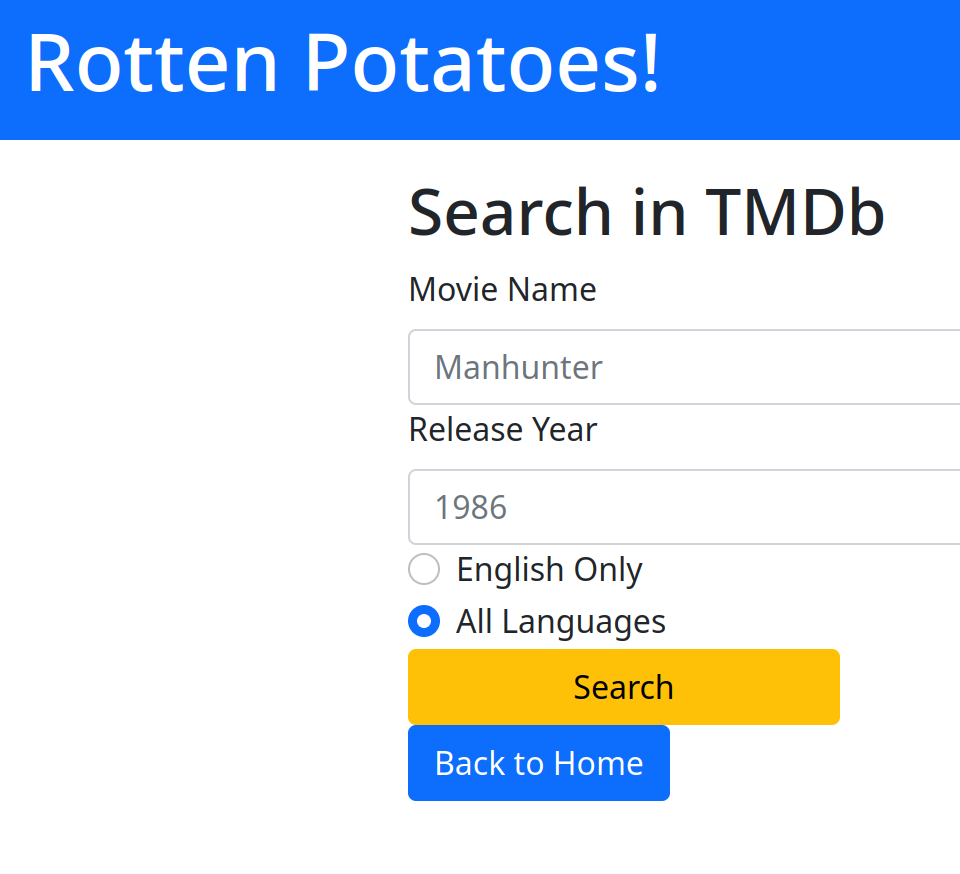 Rotten Potatoes!
Search in TMDb
Movie Name
Manhunter
Release Year
1986
English Only
All Languages
Search
Back to Home